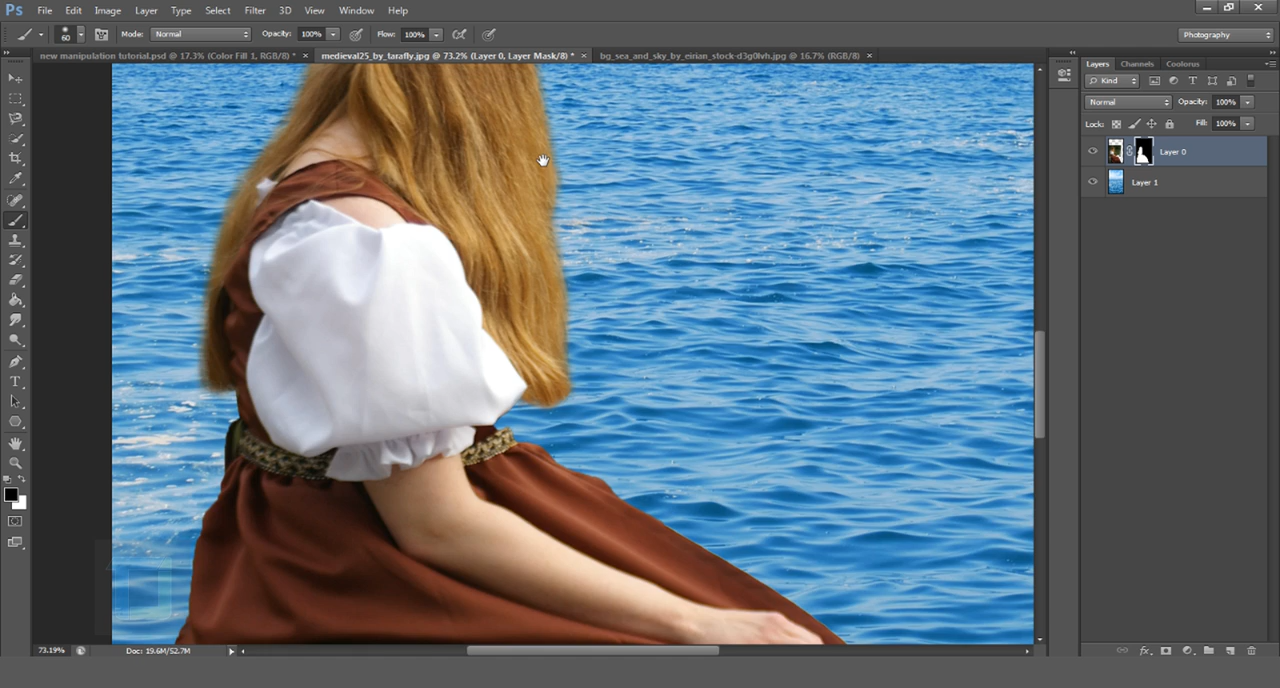 Ps File Edit Image Layer Type Select Filter 3D View Window Help
60 Mode: Normal Opacity: 100% Flow: 100% Photography
new manipulation tutorial.psd @ 17.3% (Color Fill 1, RGB/8) * × medieval25_by_tarafly.jpg @ 73.2% (Layer 0, Layer Mask/8) * × bg_sea_and_sky_by_eirian_stock-d3g0lvh.jpg @ 16.7% (RGB/8) ×
Layers Channels Coolorus
Kind
Normal Opacity: 100%
Lock: Fill: 100%
Layer 0
Layer 1
73.19% Doc: 19.6M/52.7M